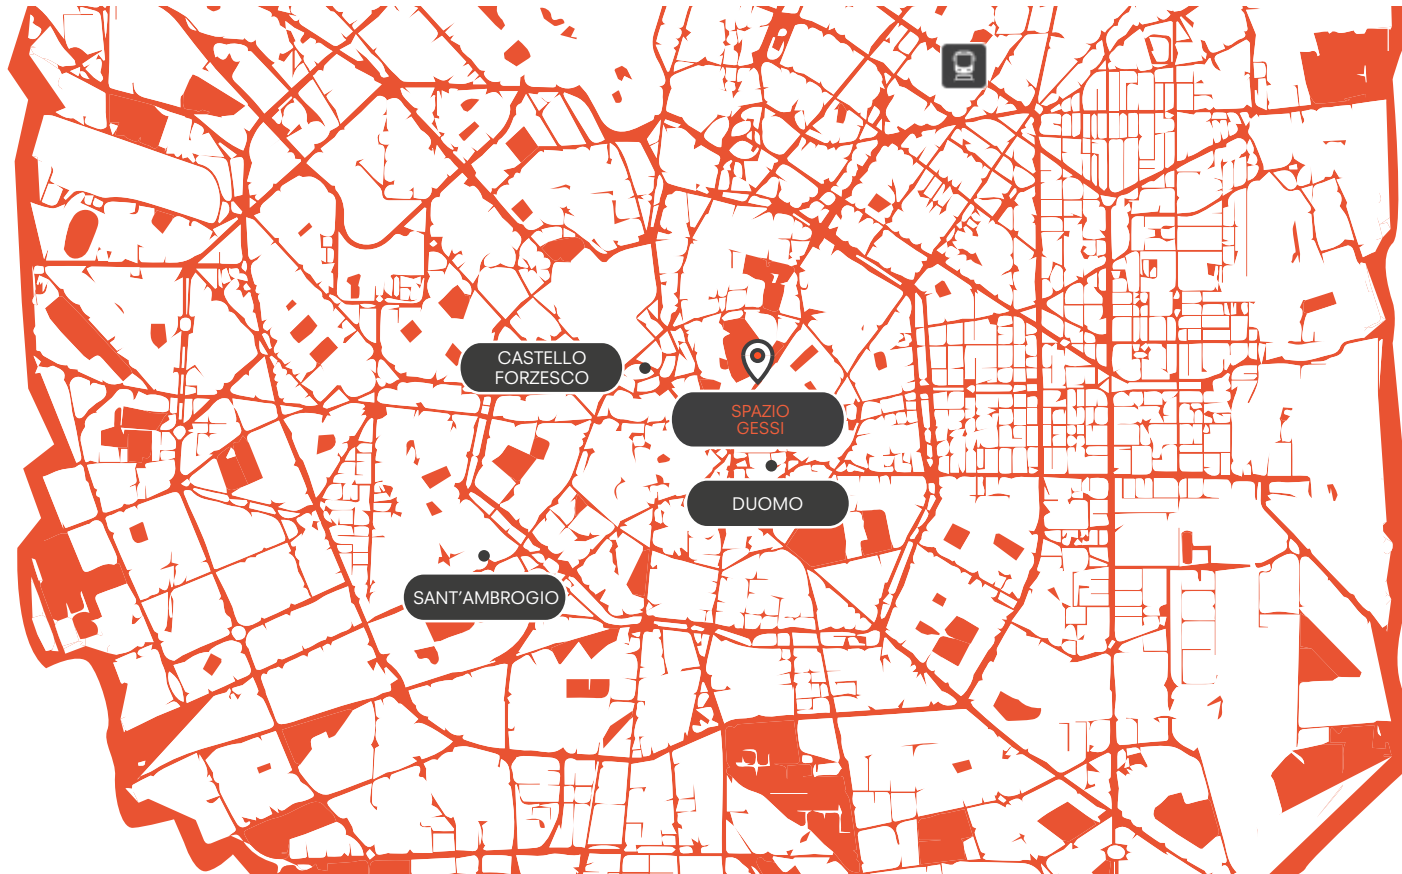 CASTELLO
FORZESCO
SPAZIO
GESSI
DUOMO
SANT’AMBROGIO